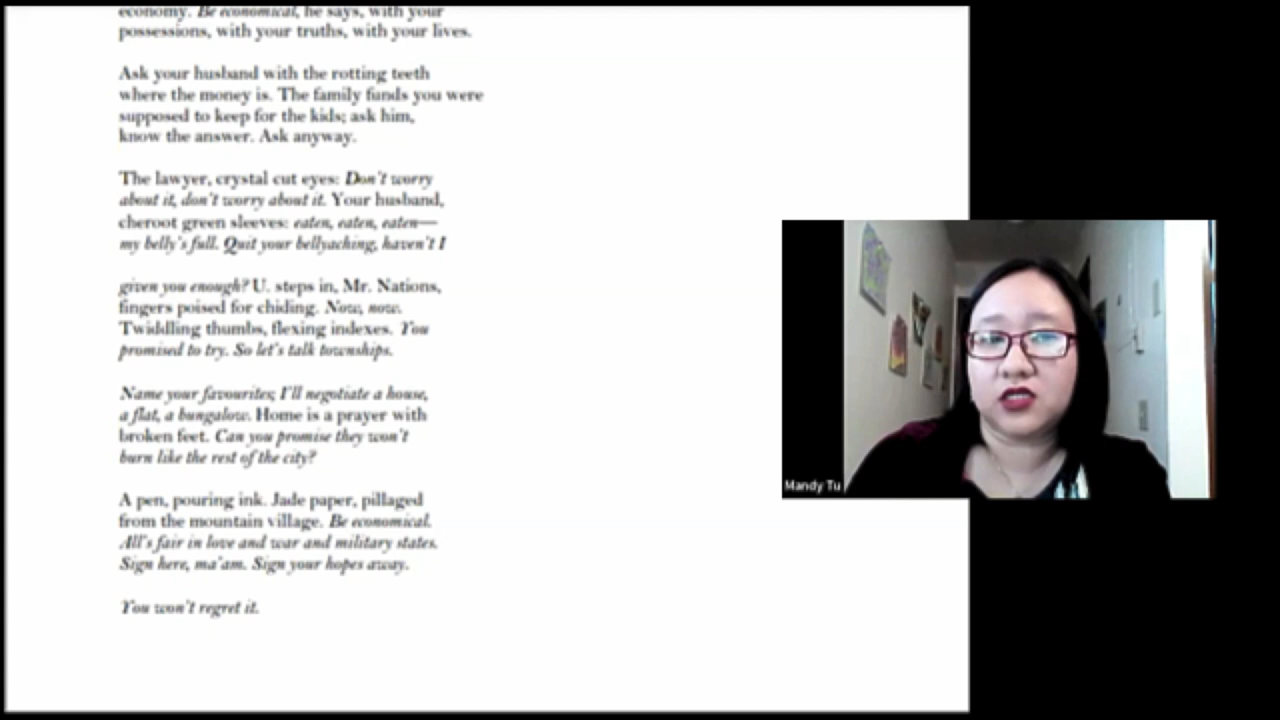 economy. Be economical, he says, with your
possessions, with your truths, with your lives.
Ask your husband with the rotting teeth
where the money is. The family funds you were
supposed to keep for the kids; ask him,
know the answer. Ask anyway.
The lawyer, crystal cut eyes: Don't worry
about it, don't worry about it. Your husband,
cheroot green sleeves: eaten, eaten, eaten—
my belly's full. Quit your bellyaching, haven't I
given you enough? U. steps in, Mr. Nations,
fingers poised for chiding. Now, now.
Twiddling thumbs, flexing indexes. You
promised to try. So let's talk townships.
Name your favourites; I'll negotiate a house,
a flat, a bungalow. Home is a prayer with
broken feet. Can you promise they won't
burn like the rest of the city?
A pen, pouring ink. Jade paper, pillaged
from the mountain village. Be economical.
All's fair in love and war and military states.
Sign here, ma'am. Sign your hopes away.
You won't regret it.
Mandy Tu